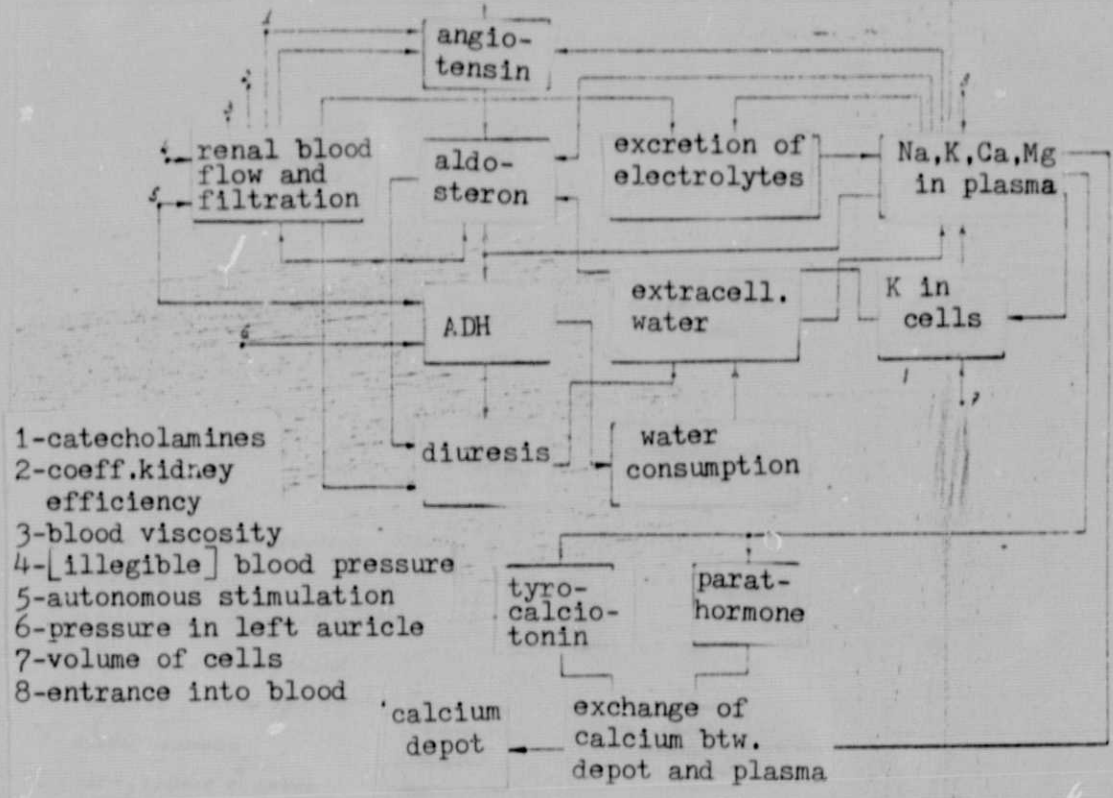 angio-
tensin
renal blood
flow and
filtration
aldo-
steron
excretion of
electrolytes
Na,K,Ca,Mg
in plasma
5
6
ADH
extracell.
water
K in
cells
7
diuresis
water
consumption
1-catecholamines
2-coeff.kidney
efficiency
3-blood viscosity
4-[illegible] blood pressure
5-autonomous stimulation
6-pressure in left auricle
7-volume of cells
8-entrance into blood
tyro-
calcio-
tonin
parat-
hormone
calcium
depot
exchange of
calcium btw.
depot and plasma